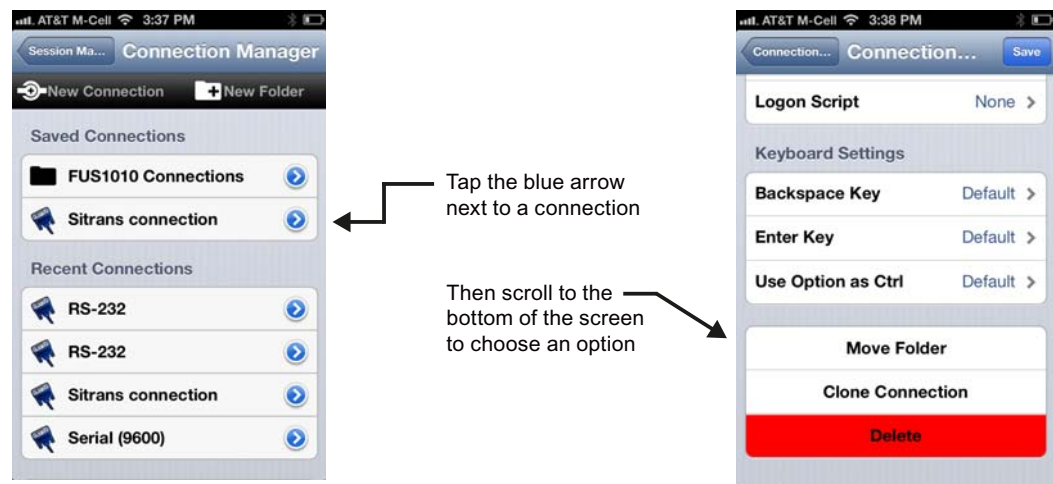 AT&T M-Cell 3:37 PM
Session Ma... Connection Manager
New Connection New Folder
Saved Connections
FUS1010 Connections
Sitrans connection
Recent Connections
RS-232
RS-232
Sitrans connection
Serial (9600)
Tap the blue arrow
next to a connection
Then scroll to the
bottom of the screen
to choose an option
AT&T M-Cell 3:38 PM
Connection... Connection... Save
Logon Script None
Keyboard Settings
Backspace Key Default
Enter Key Default
Use Option as Ctrl Default
Move Folder
Clone Connection
Delete